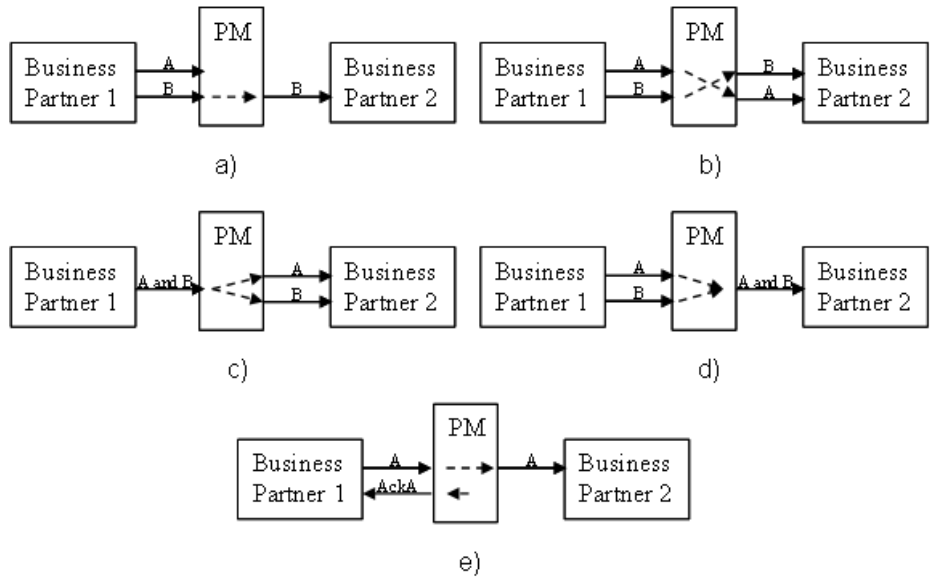 PM
Business
Partner 1
A
B
B
Business
Partner 2
a)
PM
Business
Partner 1
A
B
B
A
Business
Partner 2
b)
PM
Business
Partner 1
A and B
A
B
Business
Partner 2
c)
PM
Business
Partner 1
A
B
A and B
Business
Partner 2
d)
PM
Business
Partner 1
A
AckA
A
Business
Partner 2
e)